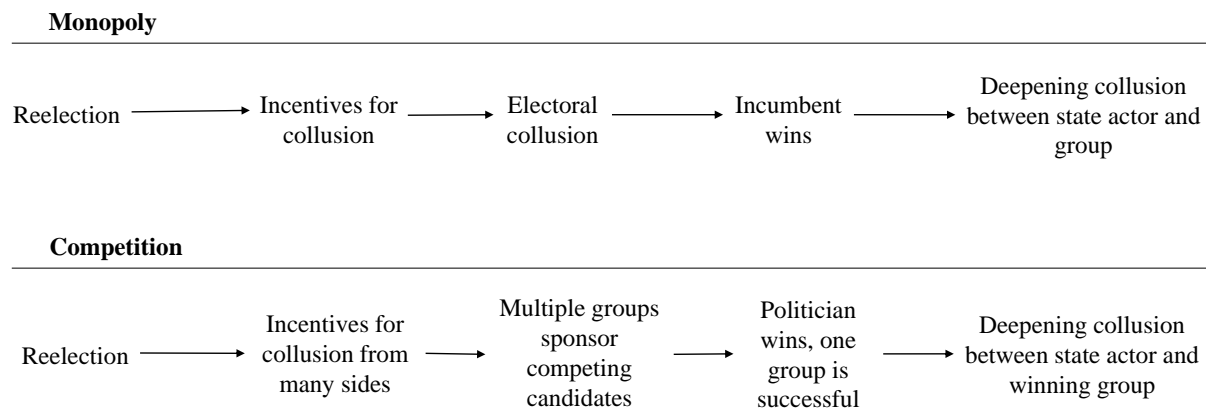 Monopoly
Reelection
Incentives for
collusion
Electoral
collusion
Incumbent
wins
Deepening collusion
between state actor and
group
Competition
Reelection
Incentives for
collusion from
many sides
Multiple groups
sponsor
competing
candidates
Politician
wins, one
group is
successful
Deepening collusion
between state actor and
winning group